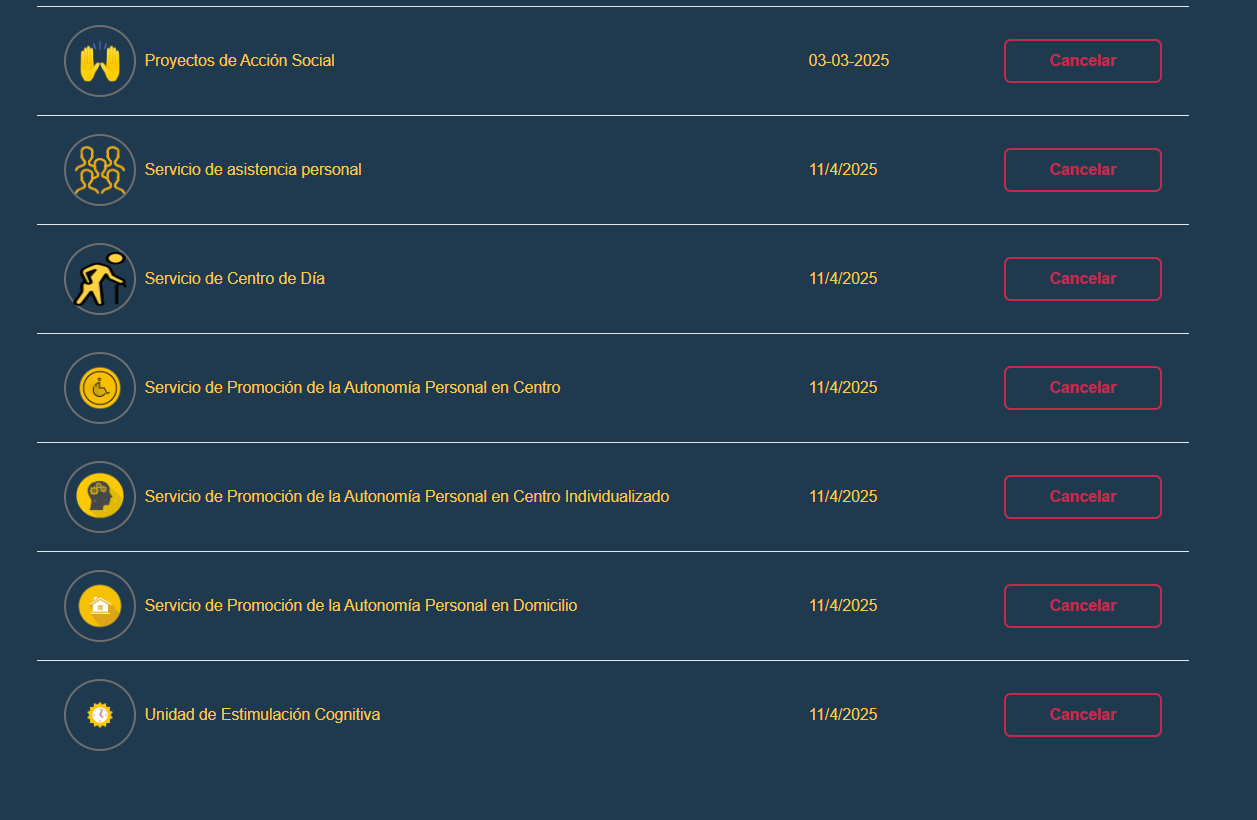 Proyectos de Acción Social 03-03-2025 Cancelar
Servicio de asistencia personal 11/4/2025 Cancelar
Servicio de Centro de Día 11/4/2025 Cancelar
Servicio de Promoción de la Autonomía Personal en Centro 11/4/2025 Cancelar
Servicio de Promoción de la Autonomía Personal en Centro Individualizado 11/4/2025 Cancelar
Servicio de Promoción de la Autonomía Personal en Domicilio 11/4/2025 Cancelar
Unidad de Estimulación Cognitiva 11/4/2025 Cancelar